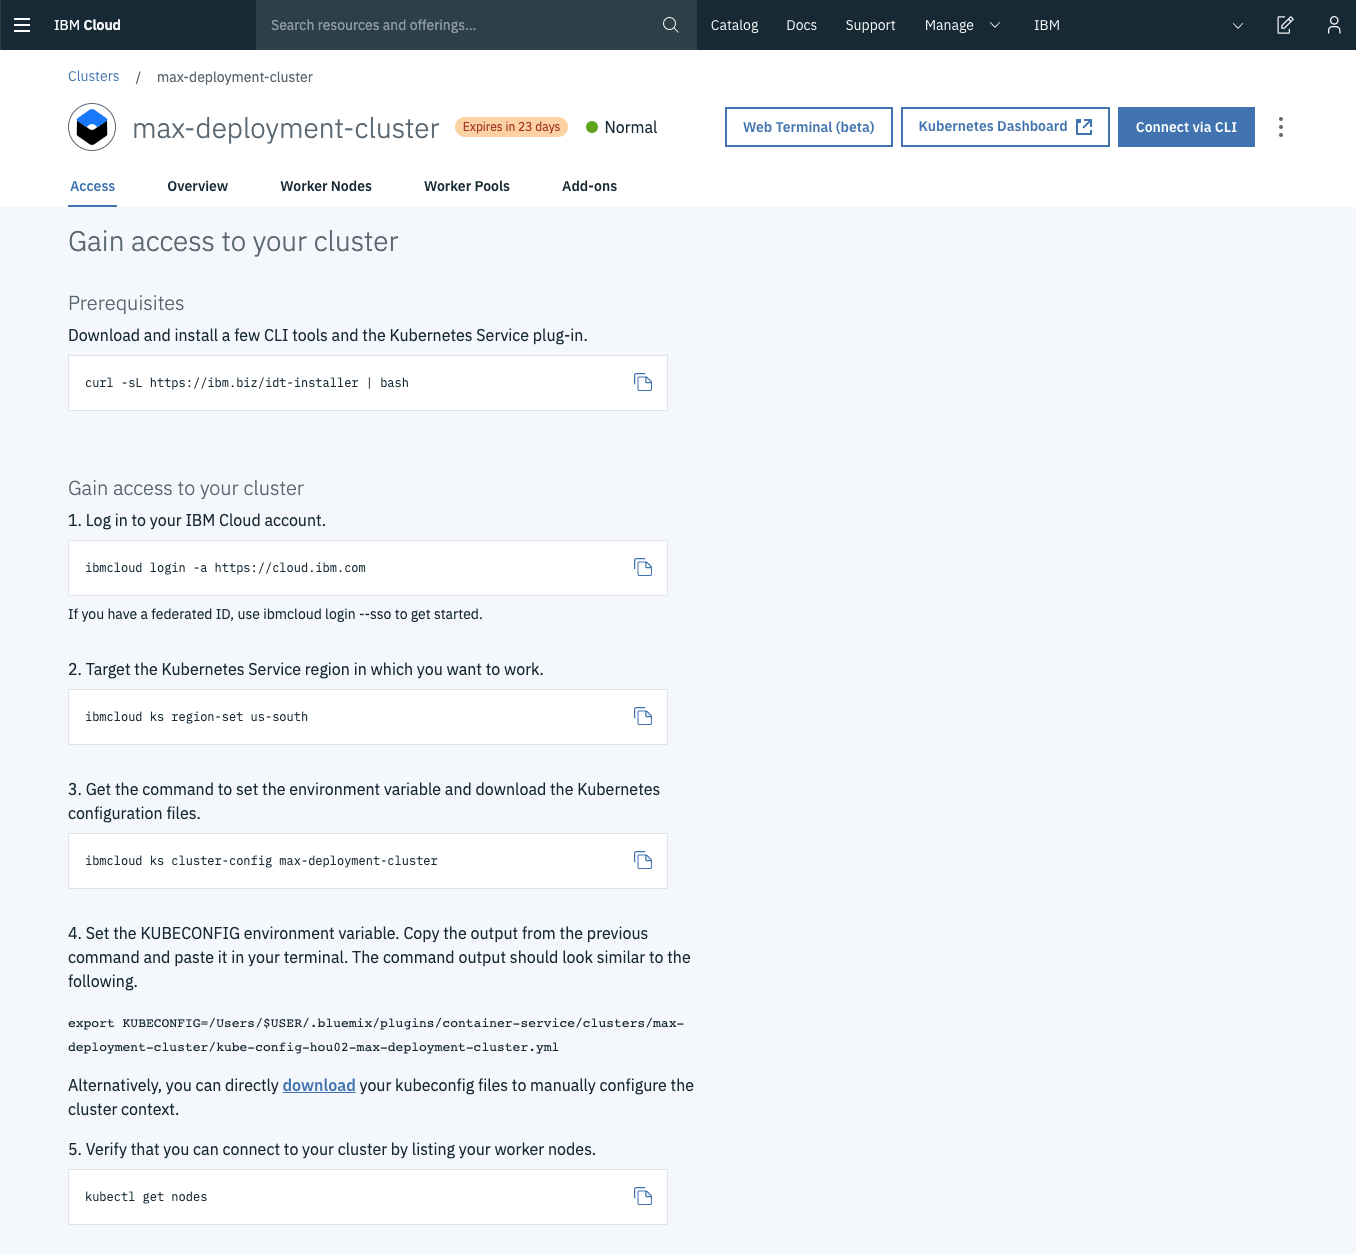 IBM Cloud
Search resources and offerings...
Catalog
Docs
Support
Manage
IBM
Clusters / max-deployment-cluster
max-deployment-cluster
Expires in 23 days
Normal
Web Terminal (beta)
Kubernetes Dashboard
Connect via CLI
Access
Overview
Worker Nodes
Worker Pools
Add-ons
Gain access to your cluster
Prerequisites
Download and install a few CLI tools and the Kubernetes Service plug-in.
curl -sL https://ibm.biz/idt-installer | bash
Gain access to your cluster
1. Log in to your IBM Cloud account.
ibmcloud login -a https://cloud.ibm.com
If you have a federated ID, use ibmcloud login --sso to get started.
2. Target the Kubernetes Service region in which you want to work.
ibmcloud ks region-set us-south
3. Get the command to set the environment variable and download the Kubernetes
configuration files.
ibmcloud ks cluster-config max-deployment-cluster
4. Set the KUBECONFIG environment variable. Copy the output from the previous
command and paste it in your terminal. The command output should look similar to the
following.
export KUBECONFIG=/Users/$USER/.bluemix/plugins/container-service/clusters/max-
deployment-cluster/kube-config-hou02-max-deployment-cluster.yml
Alternatively, you can directly download your kubeconfig files to manually configure the
cluster context.
5. Verify that you can connect to your cluster by listing your worker nodes.
kubectl get nodes